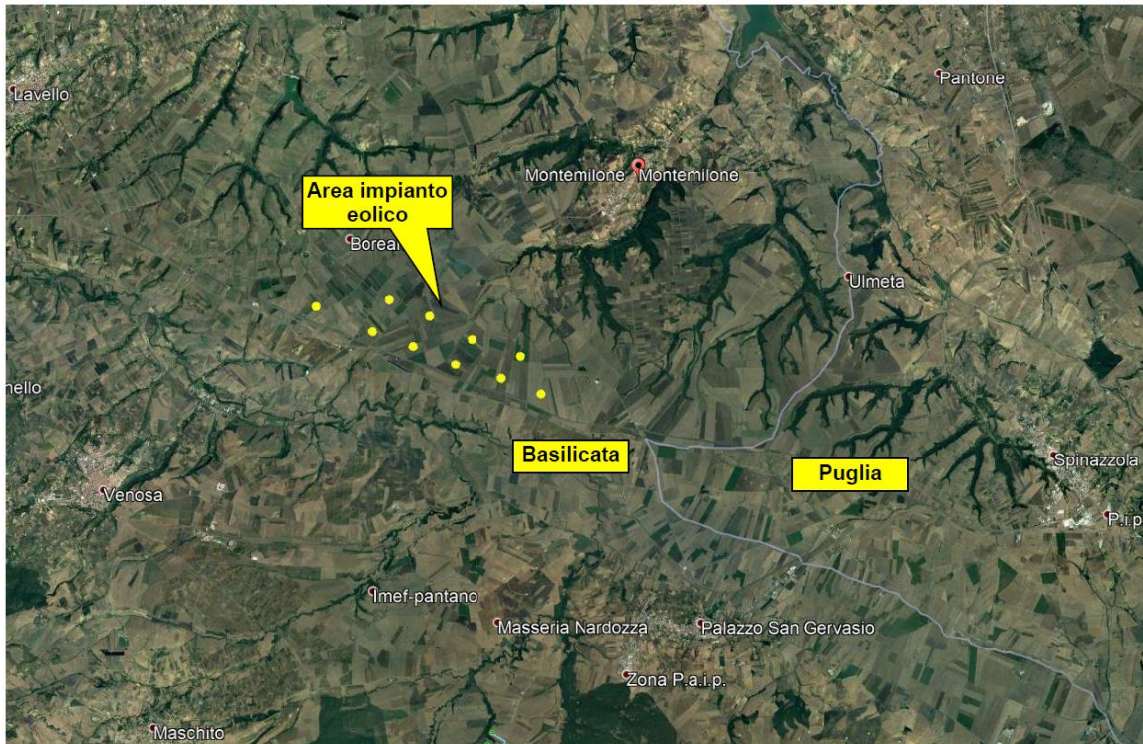 Lavello
Pantone
Montemilone
Montemilone
Area impianto
eolico
Borean
Ulmeta
nello
Basilicata
Puglia
Spinazzola
Venosa
P.i.p
Imef-pantano
Masseria Nardozza
Palazzo San Gervasio
Zona P.a.i.p.
Maschito